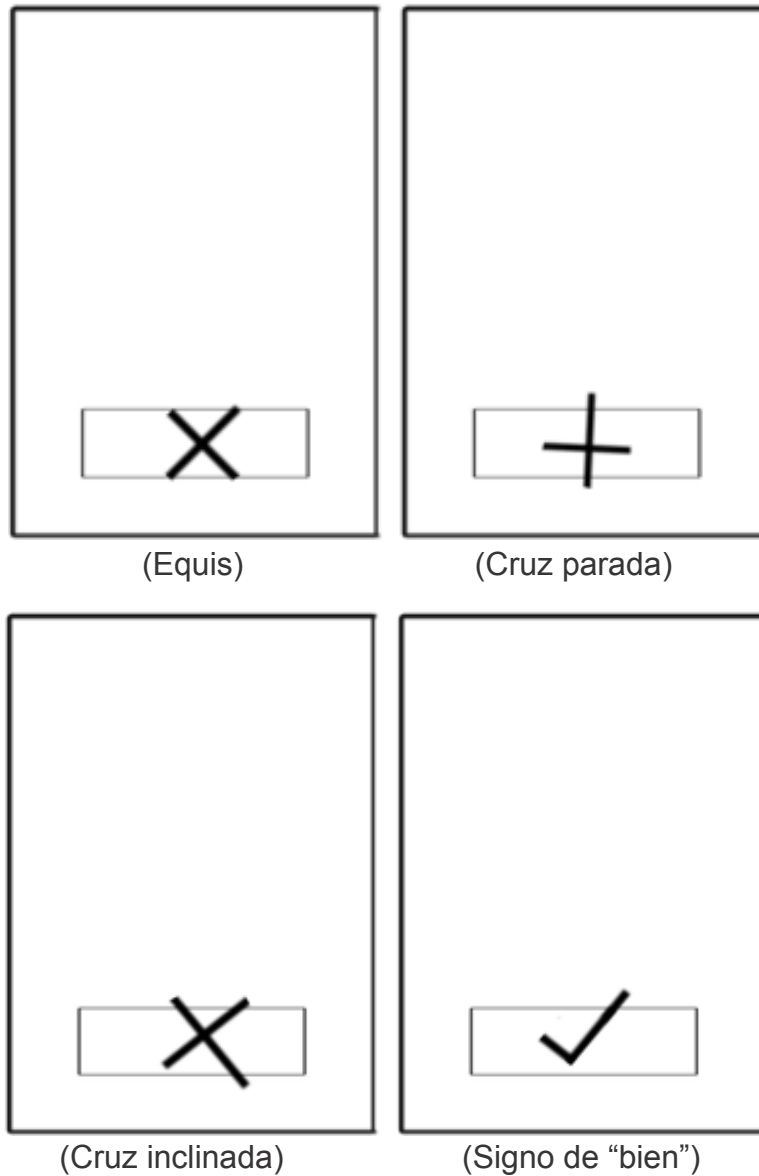 (Equis)
(Cruz parada)
(Cruz inclinada)
(Signo de “bien”)